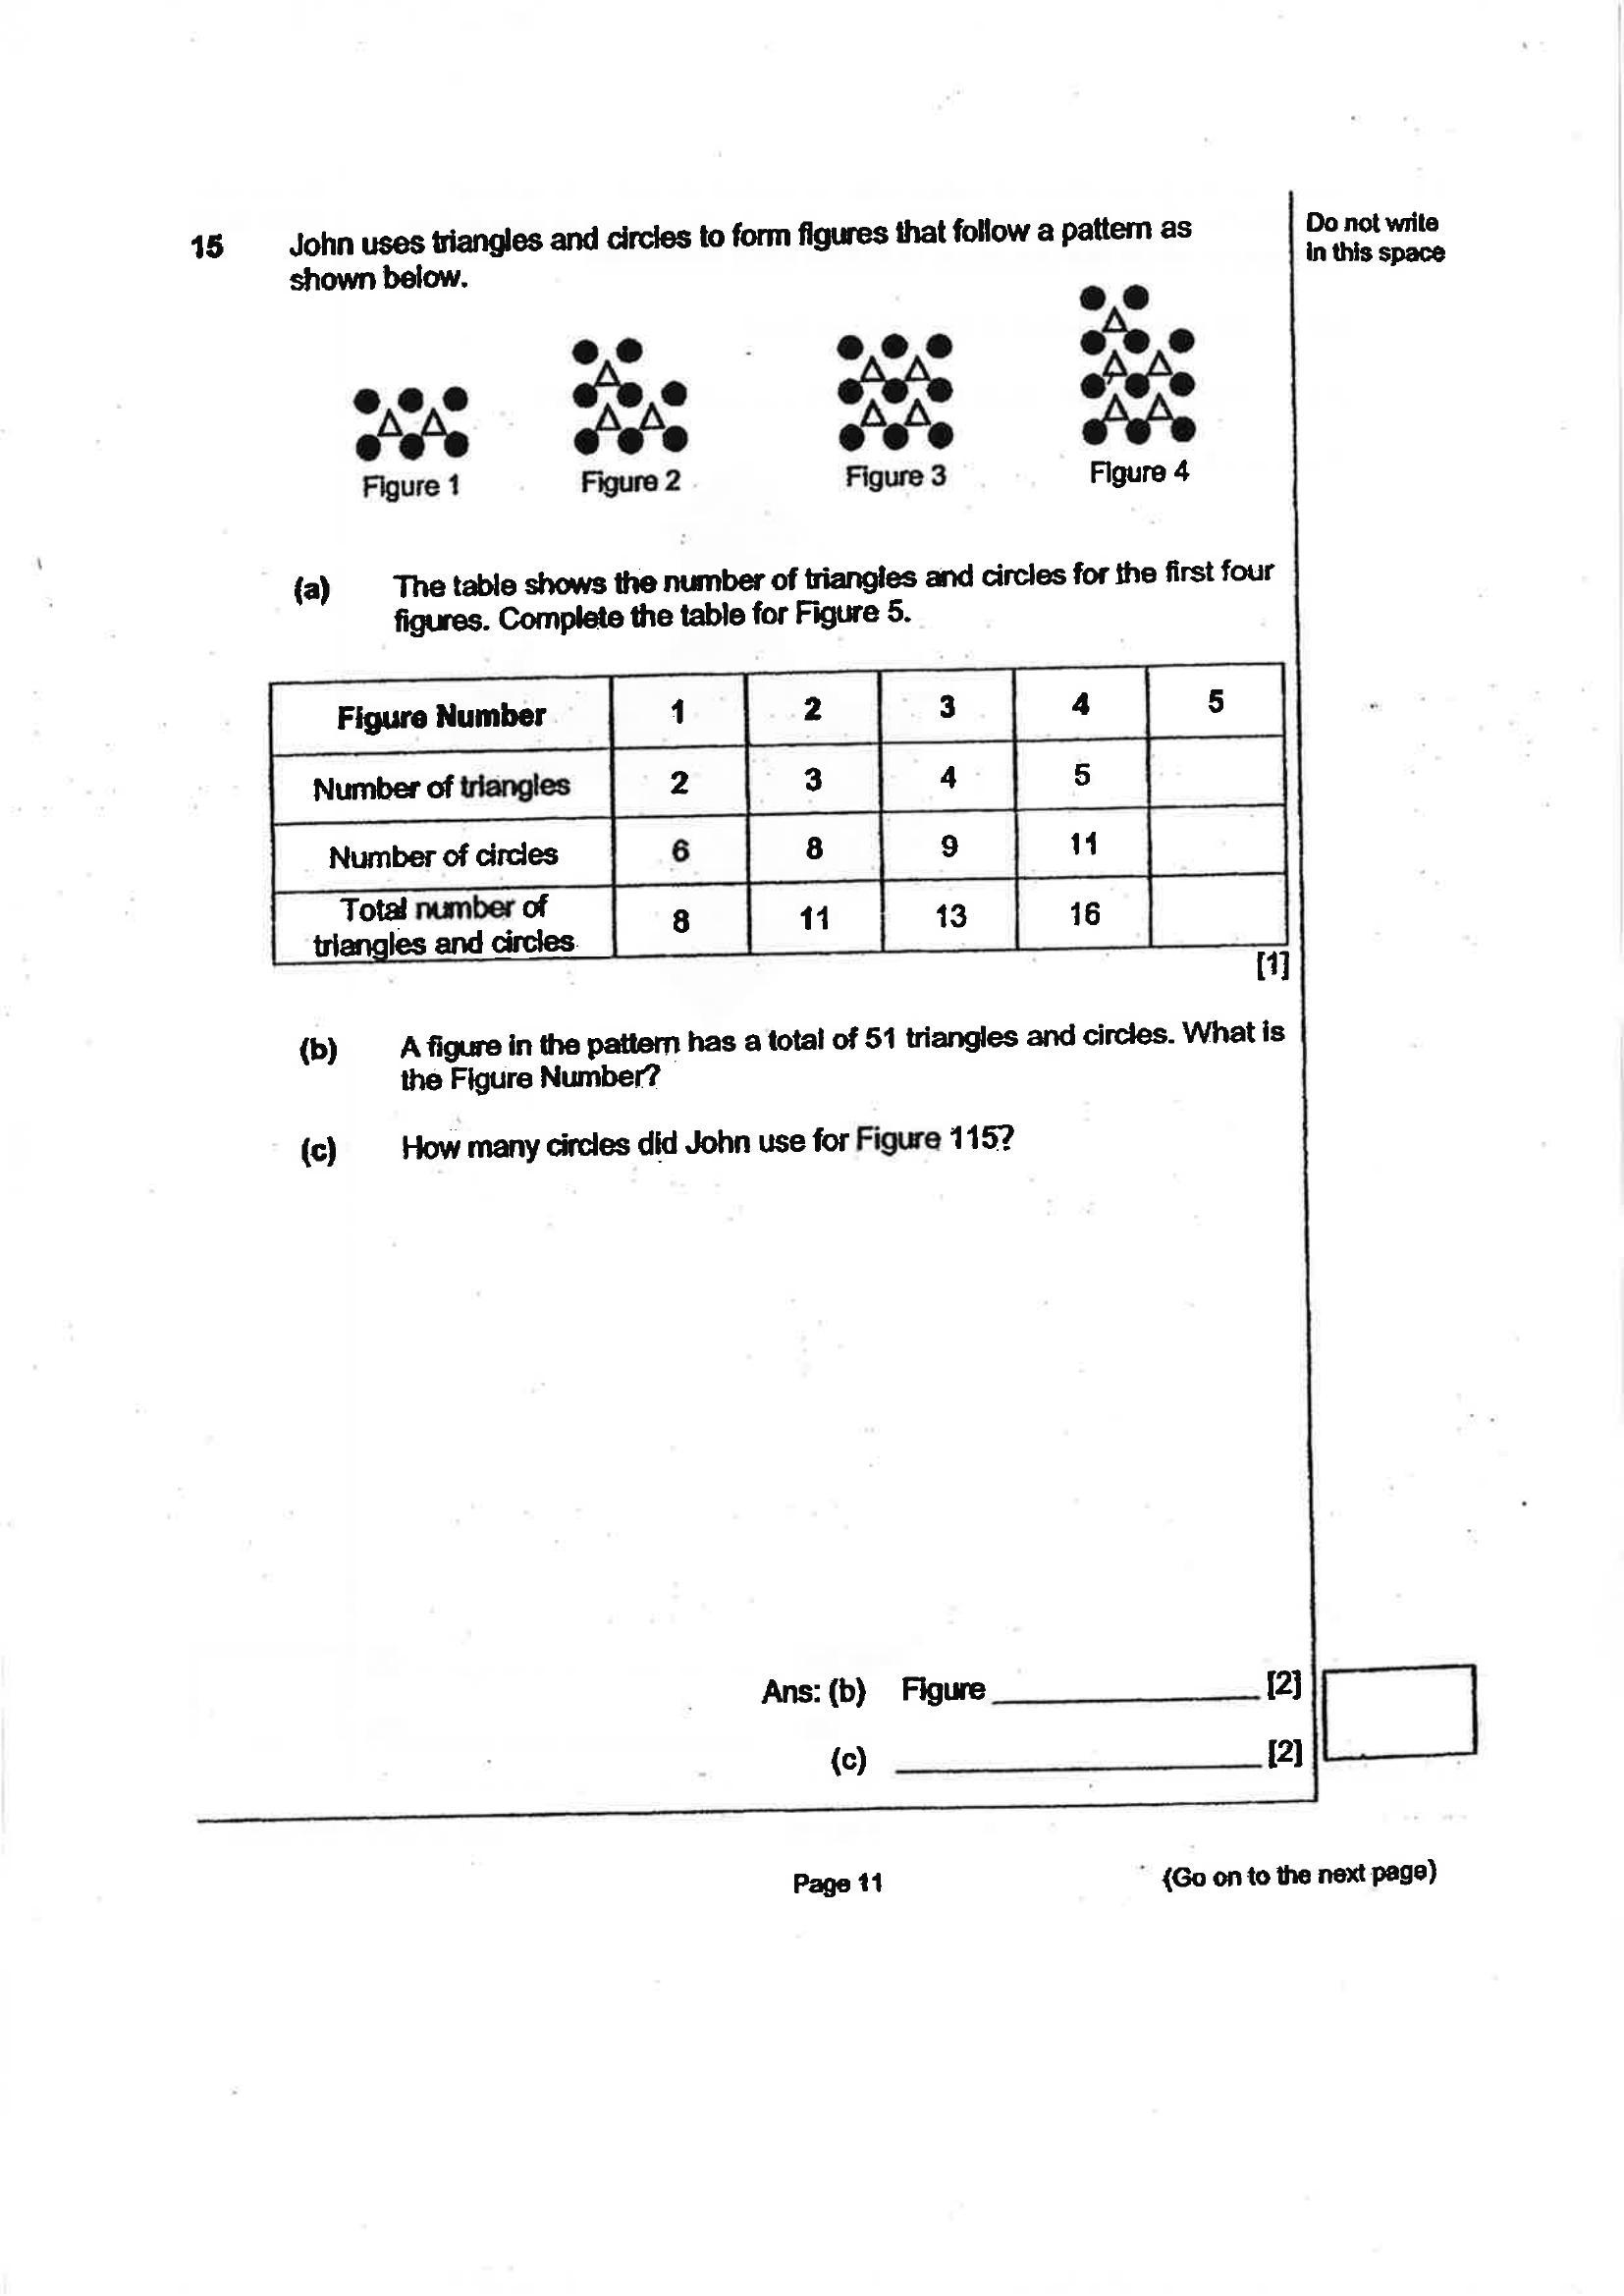 15 John uses triangles and circles to form figures that follow a pattern as
shown below.
Do not write
in this space
Figure 1 Figure 2 Figure 3 Figure 4
(a) The table shows the number of triangles and circles for the first four
figures. Complete the table for Figure 5.
Figure Number 1 2 3 4 5
Number of triangles 2 3 4 5
Number of circles 6 8 9 11
Total number of
triangles and circles 8 11 13 16
[1]
(b) A figure in the pattern has a total of 51 triangles and circles. What is
the Figure Number?
(c) How many circles did John use for Figure 115?
Ans: (b) Figure [2]
(c) [2]
Page 11 (Go on to the next page)